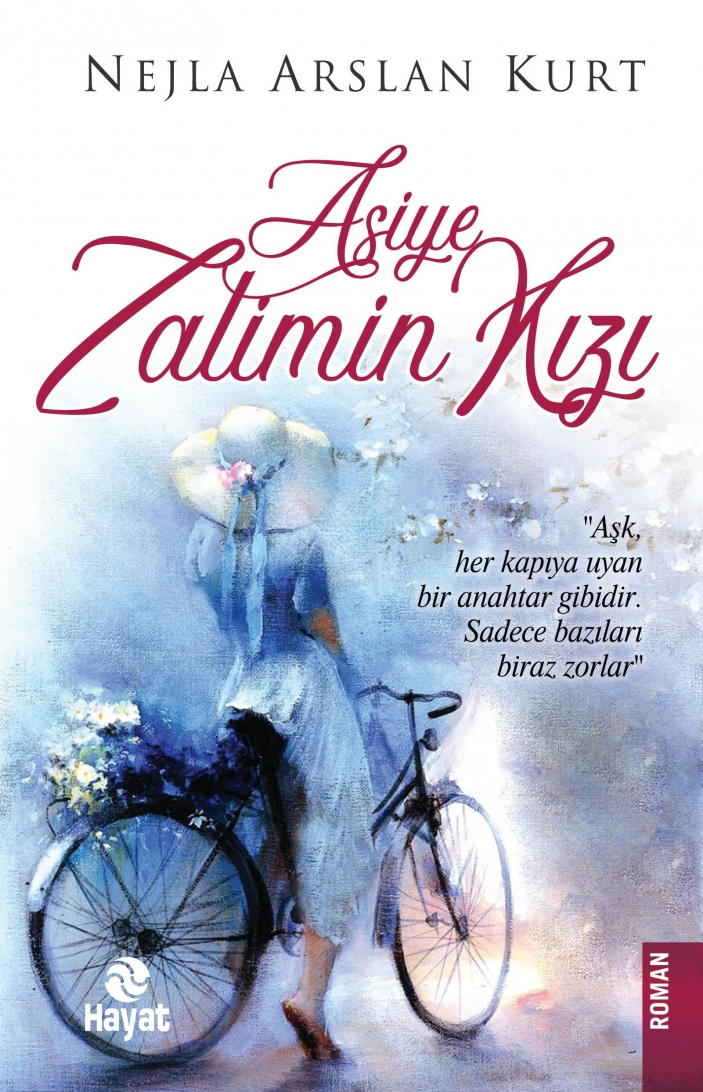 NEJLA ARSLAN KURT
Asiye
Zalimin Kızı
"Aşk,
her kapıya uyan
bir anahtar gibidir.
Sadece bazıları
biraz zorlar"
ROMAN
Hayat